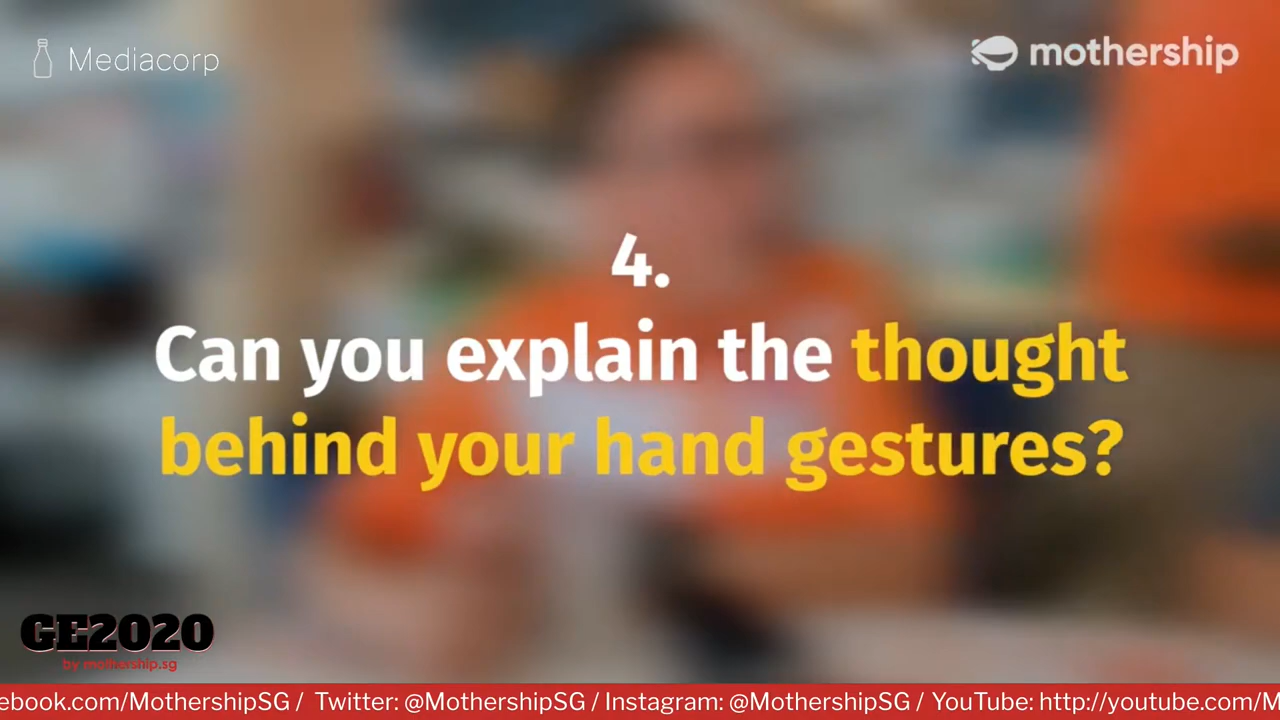 Mediacorp
mothership
4.
Can you explain the thought
behind your hand gestures?
GE2020
by mothership.sg
ebook.com/MothershipSG / Twitter: @MothershipSG / Instagram: @MothershipSG / YouTube: http://youtube.com/M